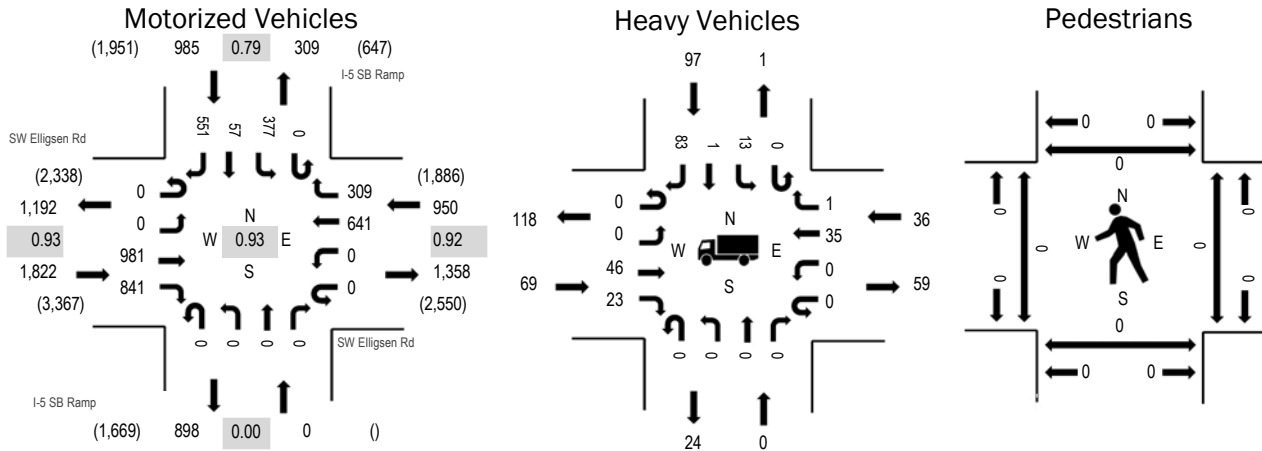 Motorized Vehicles
(1,951) 985 0.79 309 (647)
I-5 SB Ramp
551 57 377 0
SW Elligsen Rd
(2,338) 0 309 (1,886)
1,192 0 N 641 950
0.93 W 0.93 E 0.92
1,822 981 S 0 1,358
(3,367) 841 0 (2,550)
0 0 0 0
SW Elligsen Rd
I-5 SB Ramp
(1,669) 898 0.00 0 ()
Heavy Vehicles
97 1
83 1 13 0
0 1
118 0 N 35 36
W E
69 46 S 0 59
23 0
0 0 0 0
24 0
Pedestrians
0 0
0
N
0 0
0 W E 0
0 0
S
0
0 0